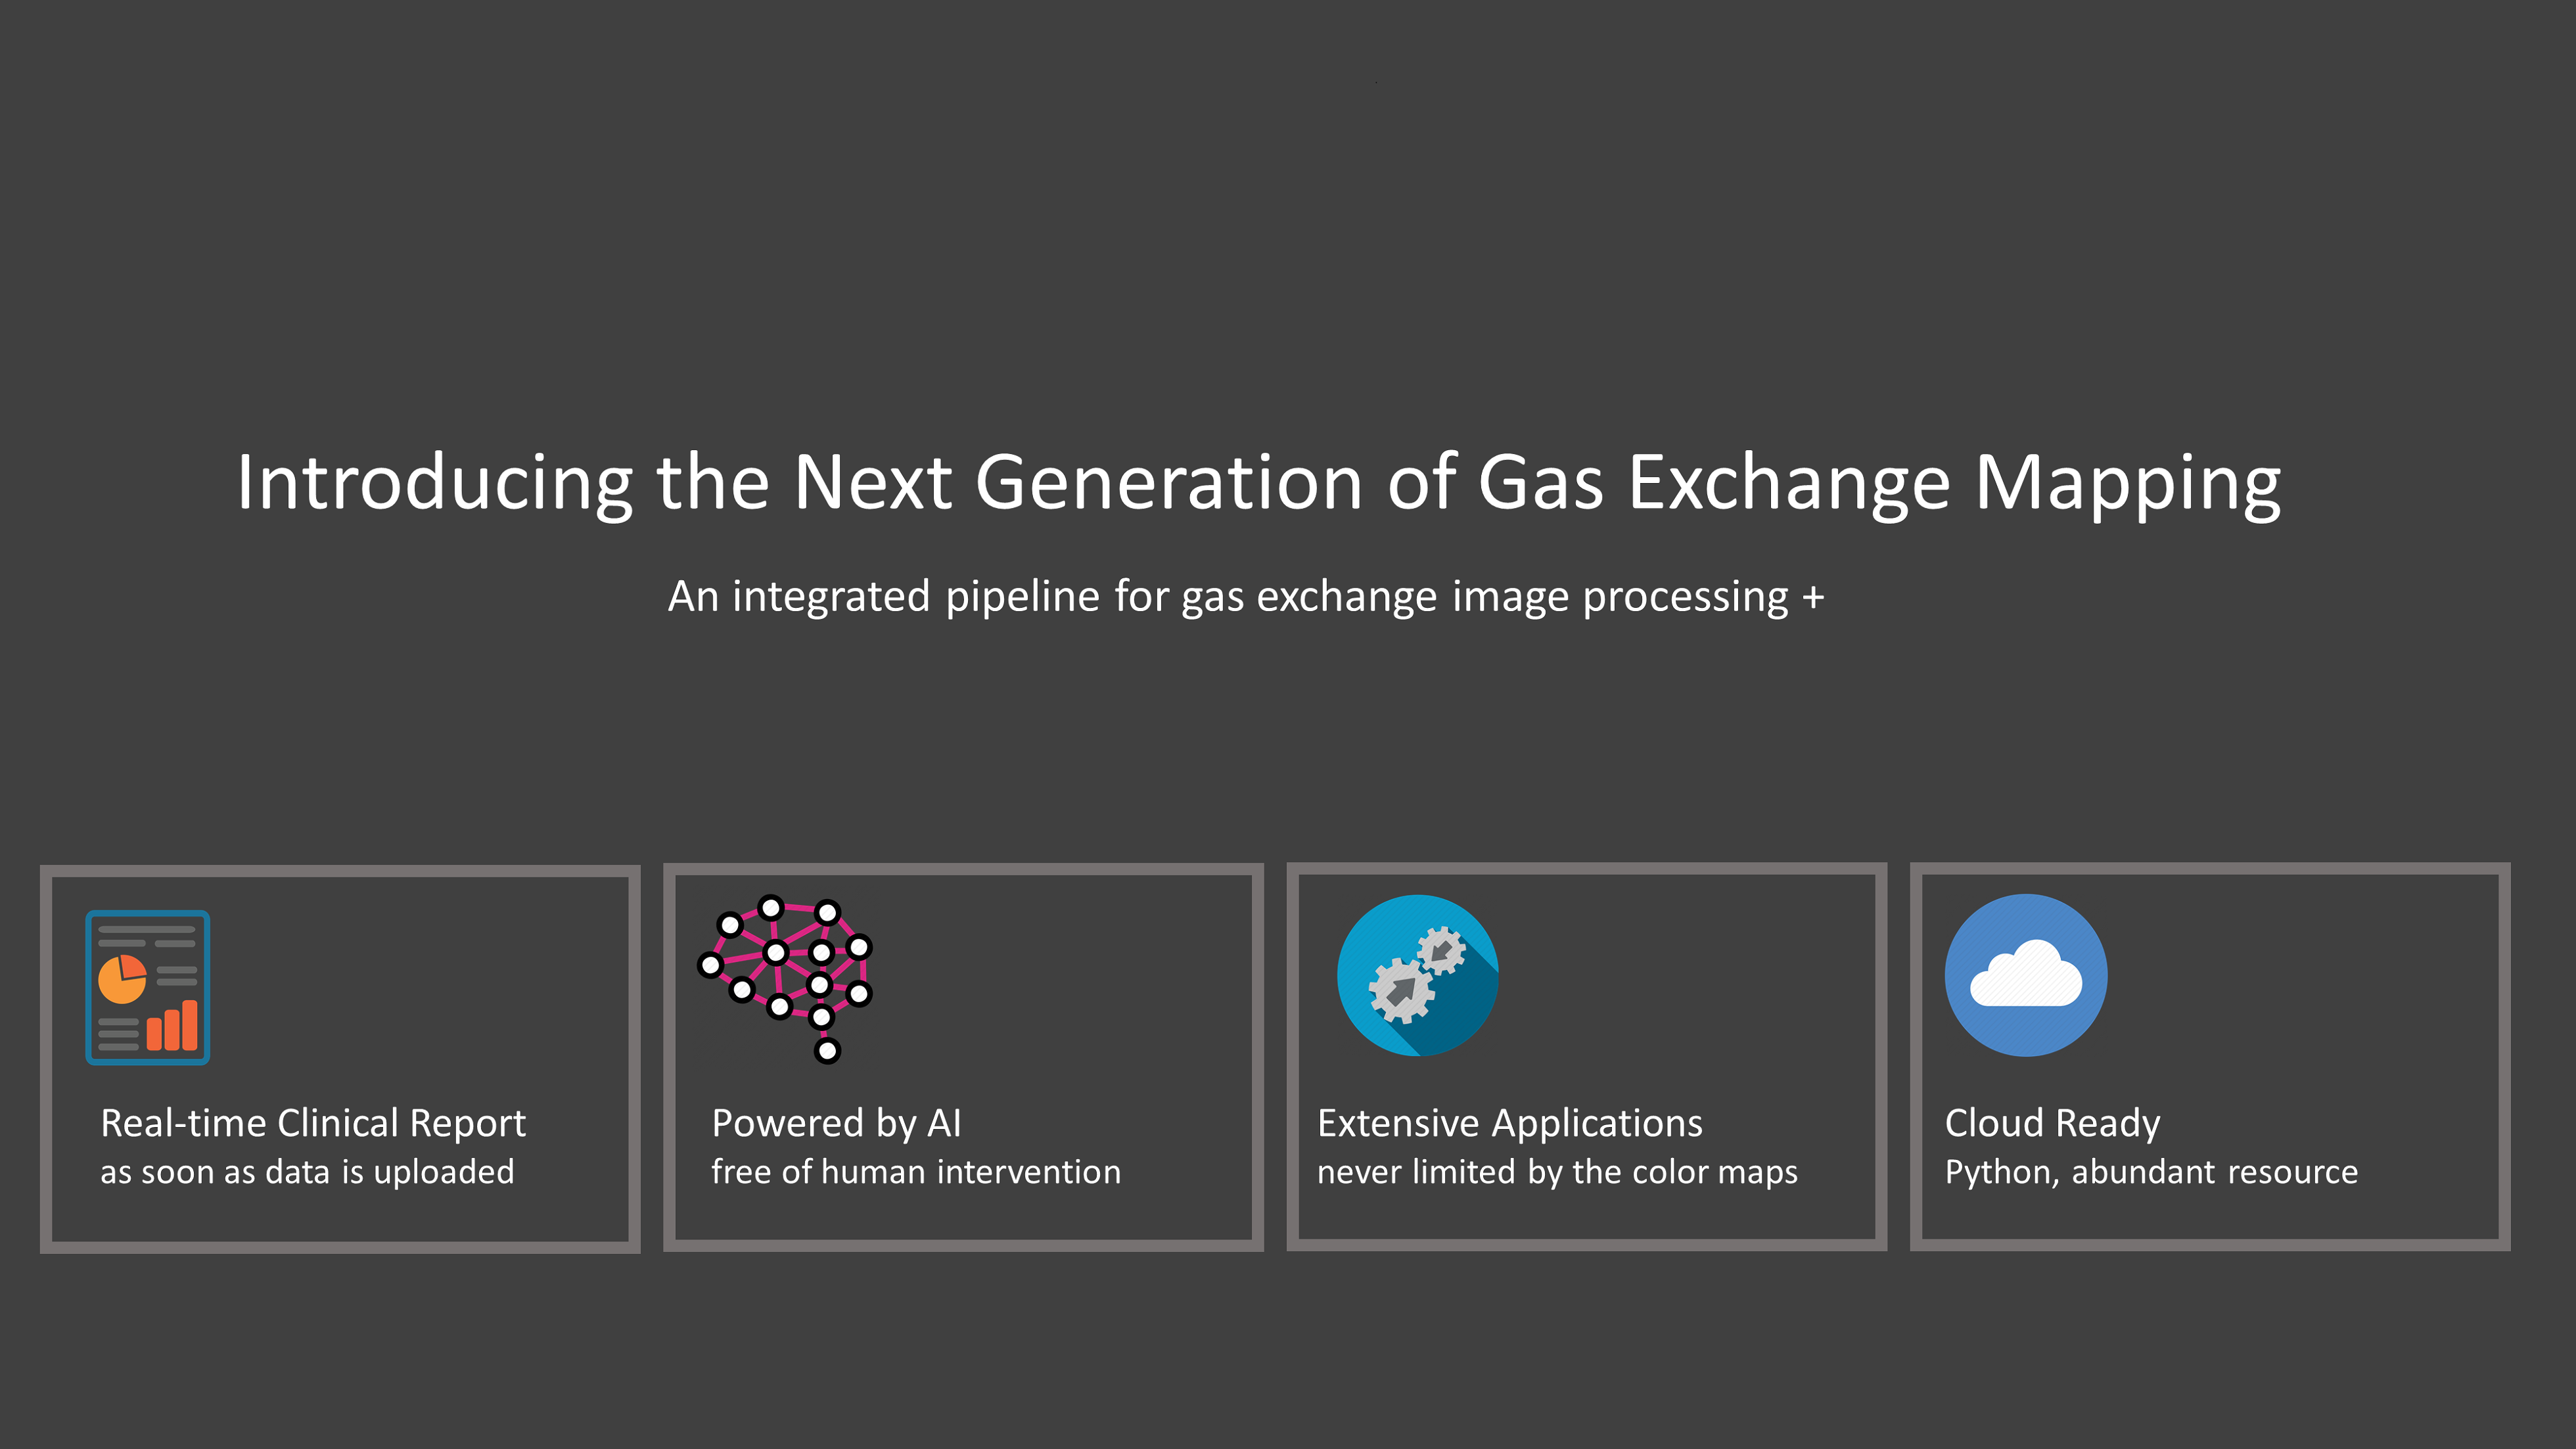 Introducing the Next Generation of Gas Exchange Mapping
An integrated pipeline for gas exchange image processing +
Real-time Clinical Report
as soon as data is uploaded
Powered by AI
free of human intervention
Extensive Applications
never limited by the color maps
Cloud Ready
Python, abundant resource